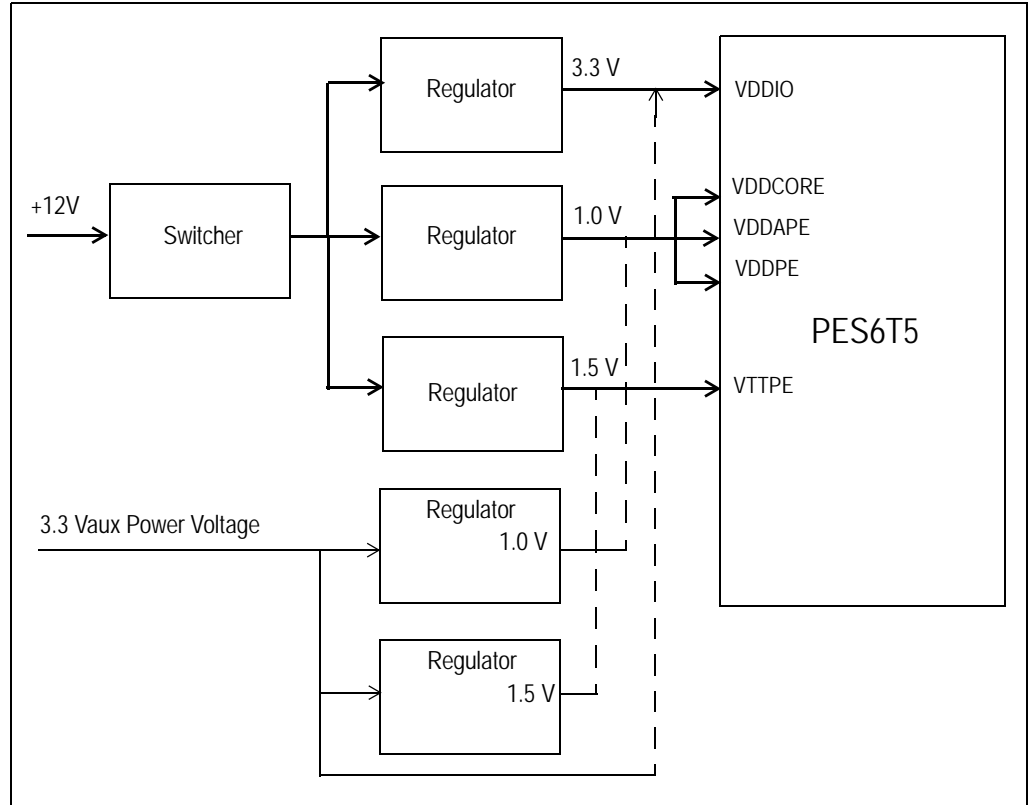 Regulator
3.3 V
VDDIO
+12V
Switcher
Regulator
1.0 V
VDDCORE
VDDAPE
VDDPE
PES6T5
Regulator
1.5 V
VTTPE
3.3 Vaux Power Voltage
Regulator
1.0 V
Regulator
1.5 V